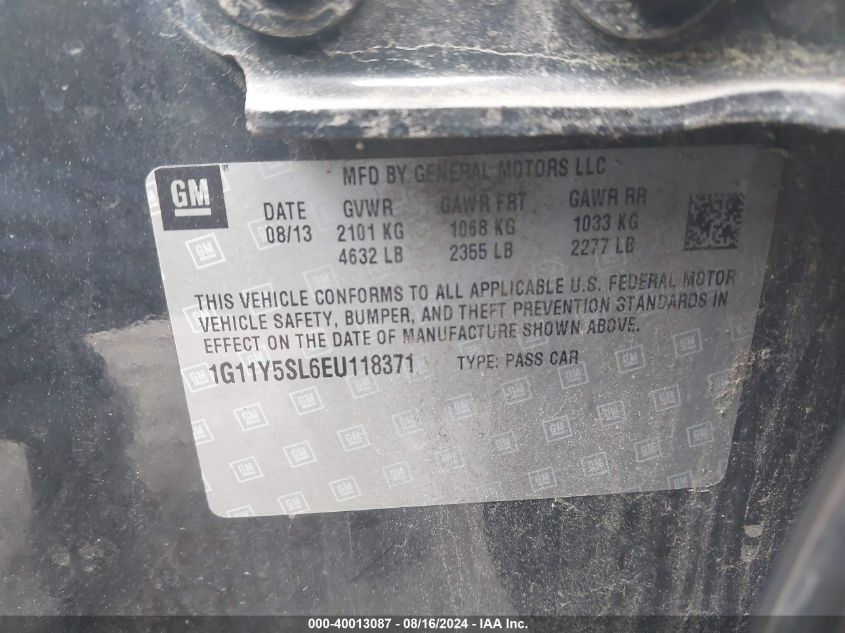 GM
MFD BY GENERAL MOTORS LLC
DATE GVWR GAWR FRT GAWR RR
08/13 2101 KG 1068 KG 1033 KG
4632 LB 2355 LB 2277 LB
THIS VEHICLE CONFORMS TO ALL APPLICABLE U.S. FEDERAL MOTOR
VEHICLE SAFETY, BUMPER, AND THEFT PREVENTION STANDARDS IN
EFFECT ON THE DATE OF MANUFACTURE SHOWN ABOVE.
1G11Y5SL6EU118371 TYPE: PASS CAR
000-40013087 - 08/16/2024 - IAA Inc.